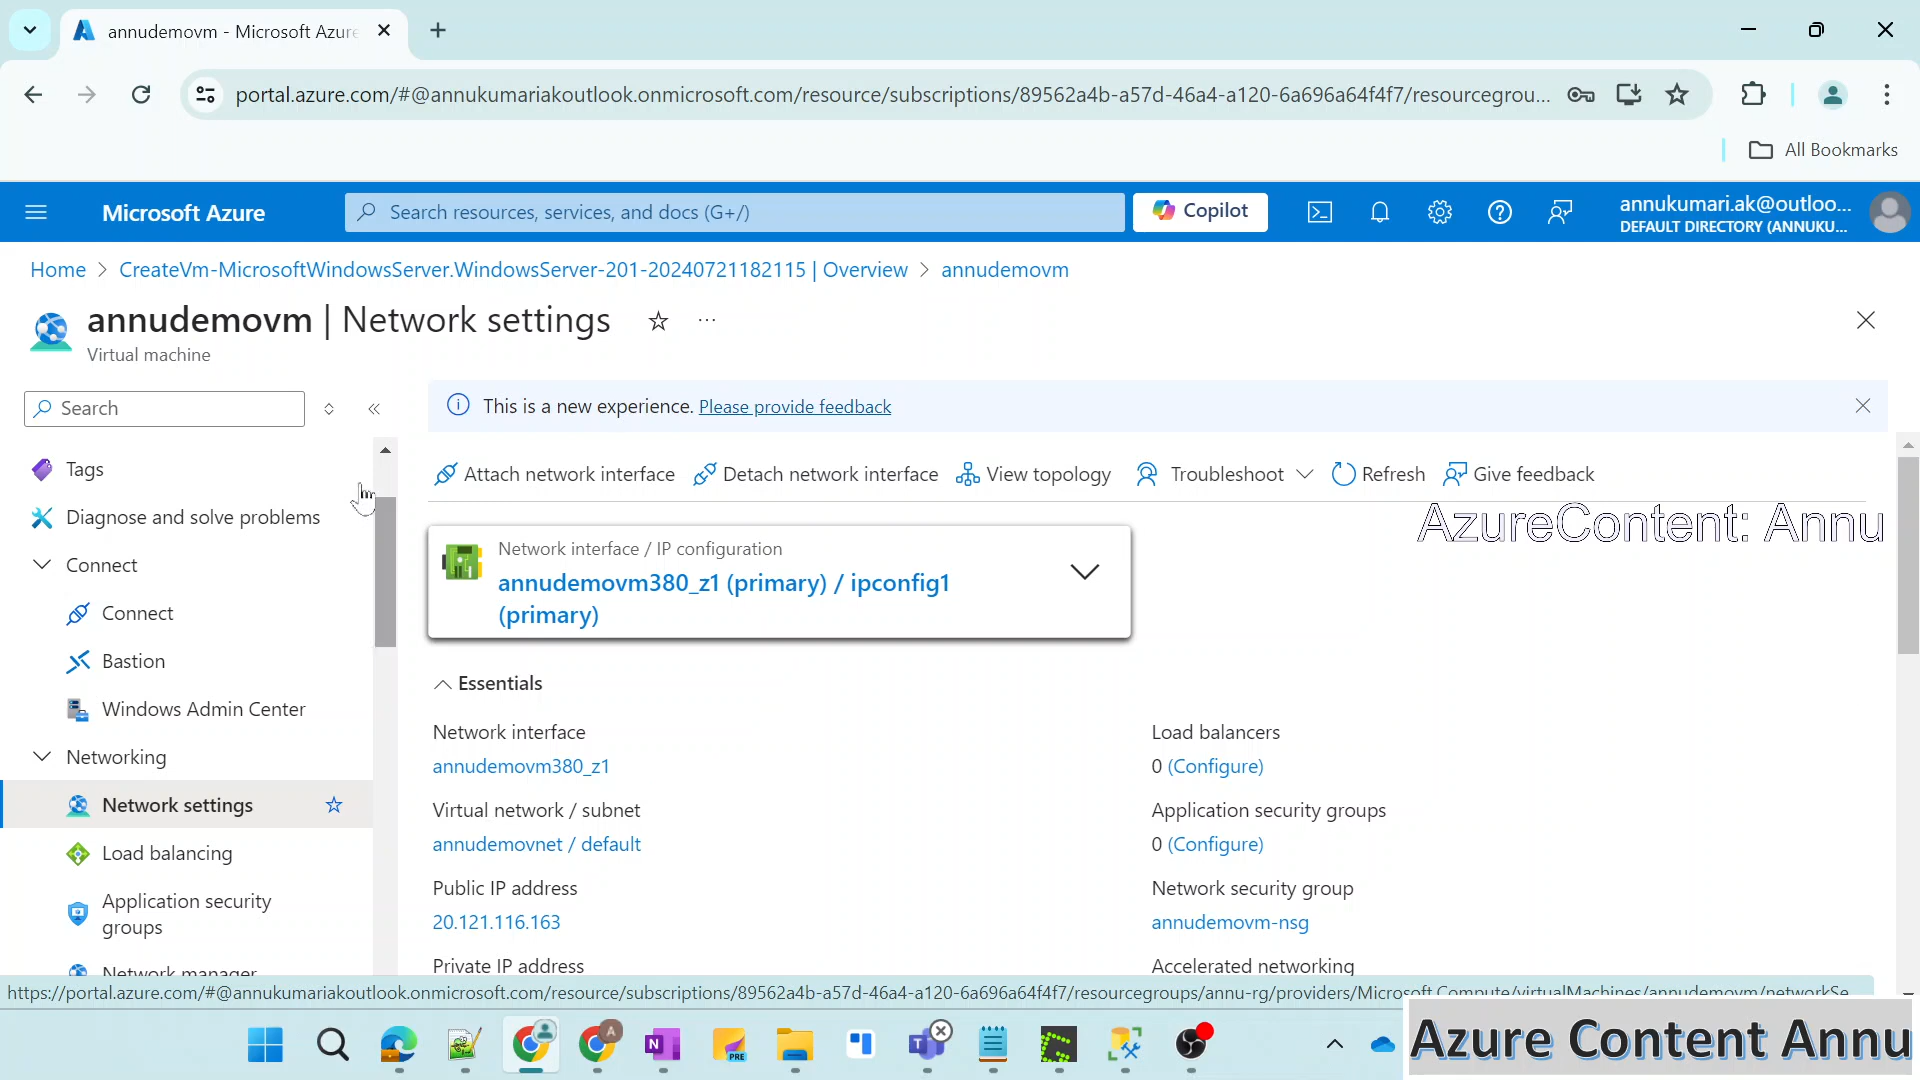 annudemovm - Microsoft Azure
portal.azure.com/#@annukumariakoutlook.onmicrosoft.com/resource/subscriptions/89562a4b-a57d-46a4-a120-6a696a64f4f7/resourcegrou...
All Bookmarks
Microsoft Azure
Search resources, services, and docs (G+/)
Copilot
annukumari.ak@outloo...
DEFAULT DIRECTORY (ANNUKU...
Home > CreateVm-MicrosoftWindowsServer.WindowsServer-201-20240721182115 | Overview > annudemovm
annudemovm | Network settings
Virtual machine
Search
This is a new experience. Please provide feedback
Tags
Diagnose and solve problems
Connect
Connect
Bastion
Windows Admin Center
Networking
Network settings
Load balancing
Application security
groups
Network manager
Attach network interface
Detach network interface
View topology
Troubleshoot
Refresh
Give feedback
AzureContent: Annu
Network interface / IP configuration
annudemovm380_z1 (primary) / ipconfig1
(primary)
Essentials
Network interface
annudemovm380_z1
Virtual network / subnet
annudemovnet / default
Public IP address
20.121.116.163
Private IP address
Load balancers
0 (Configure)
Application security groups
0 (Configure)
Network security group
annudemovm-nsg
Accelerated networking
https://portal.azure.com/#@annukumariakoutlook.onmicrosoft.com/resource/subscriptions/89562a4b-a57d-46a4-a120-6a696a64f4f7/resourcegroups/annu-rg/providers/Microsoft.Compute/virtualMachines/annudemovm/networkSe
A
PRE
Azure Content Annu